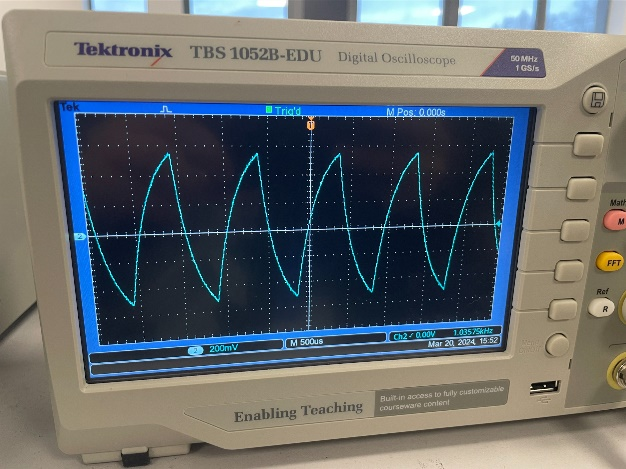 Tektronix TBS 1052B-EDU Digital Oscilloscope
50 MHz
1 GS/s
Tek Trig'd M Pos: 0.000s
T
2
Math
M
FFT
Ref
R
2 200mV M 500us Ch2 0.00V 1.03575kHz
Mar 20, 2024, 15:52
Enabling Teaching
Built-in access to fully customizable
courseware content